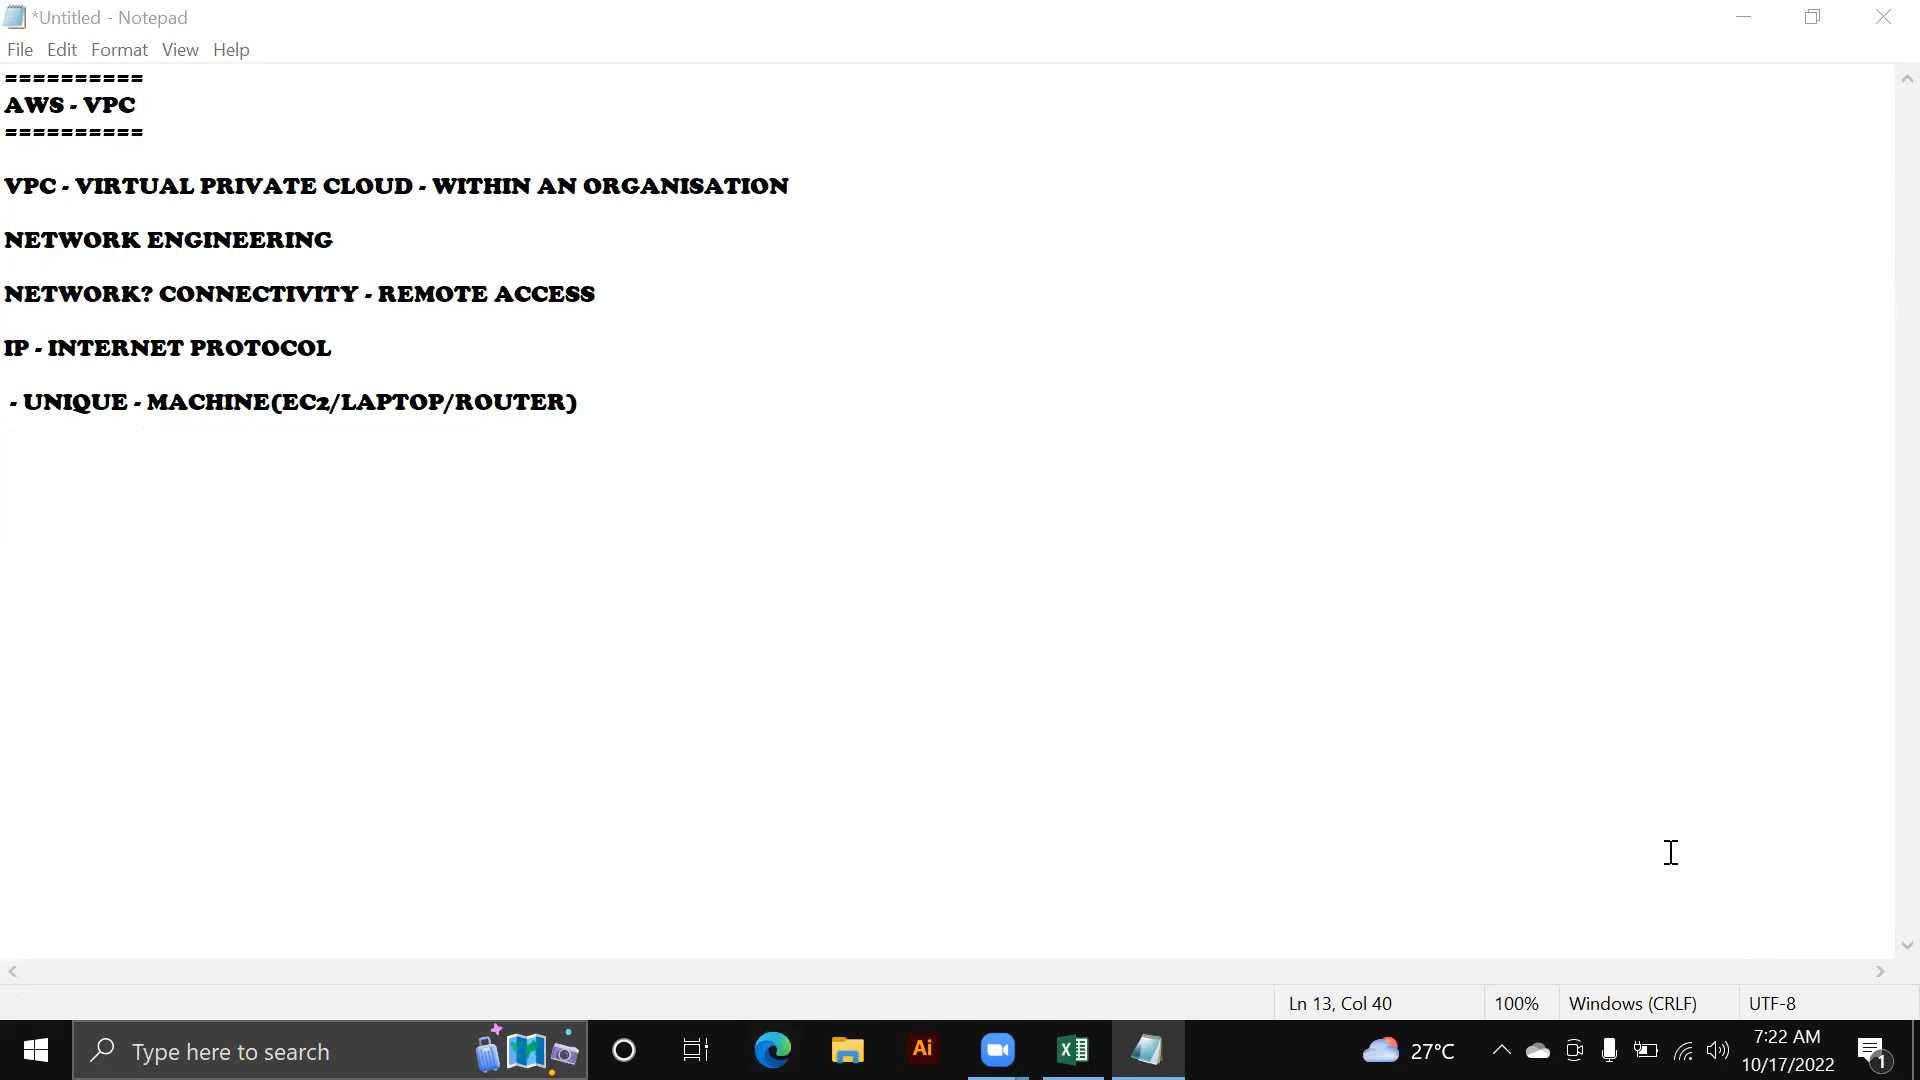 *Untitled - Notepad
File Edit Format View Help
==========
AWS - VPC
==========
VPC - VIRTUAL PRIVATE CLOUD - WITHIN AN ORGANISATION
NETWORK ENGINEERING
NETWORK? CONNECTIVITY - REMOTE ACCESS
IP - INTERNET PROTOCOL
- UNIQUE - MACHINE(EC2/LAPTOP/ROUTER)
Ln 13, Col 40 100% Windows (CRLF) UTF-8
Type here to search Ai 27°C 7:22 AM
10/17/2022 1